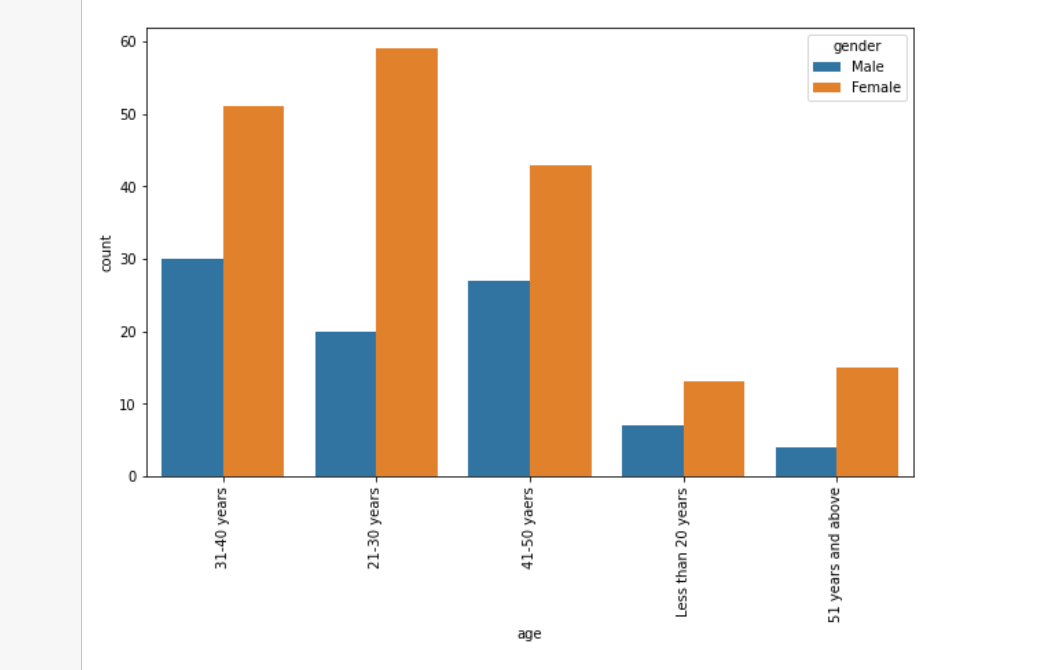 60
50
40
30
20
10
0
count
gender
Male
Female
31-40 years
21-30 years
41-50 yaers
Less than 20 years
51 years and above
age